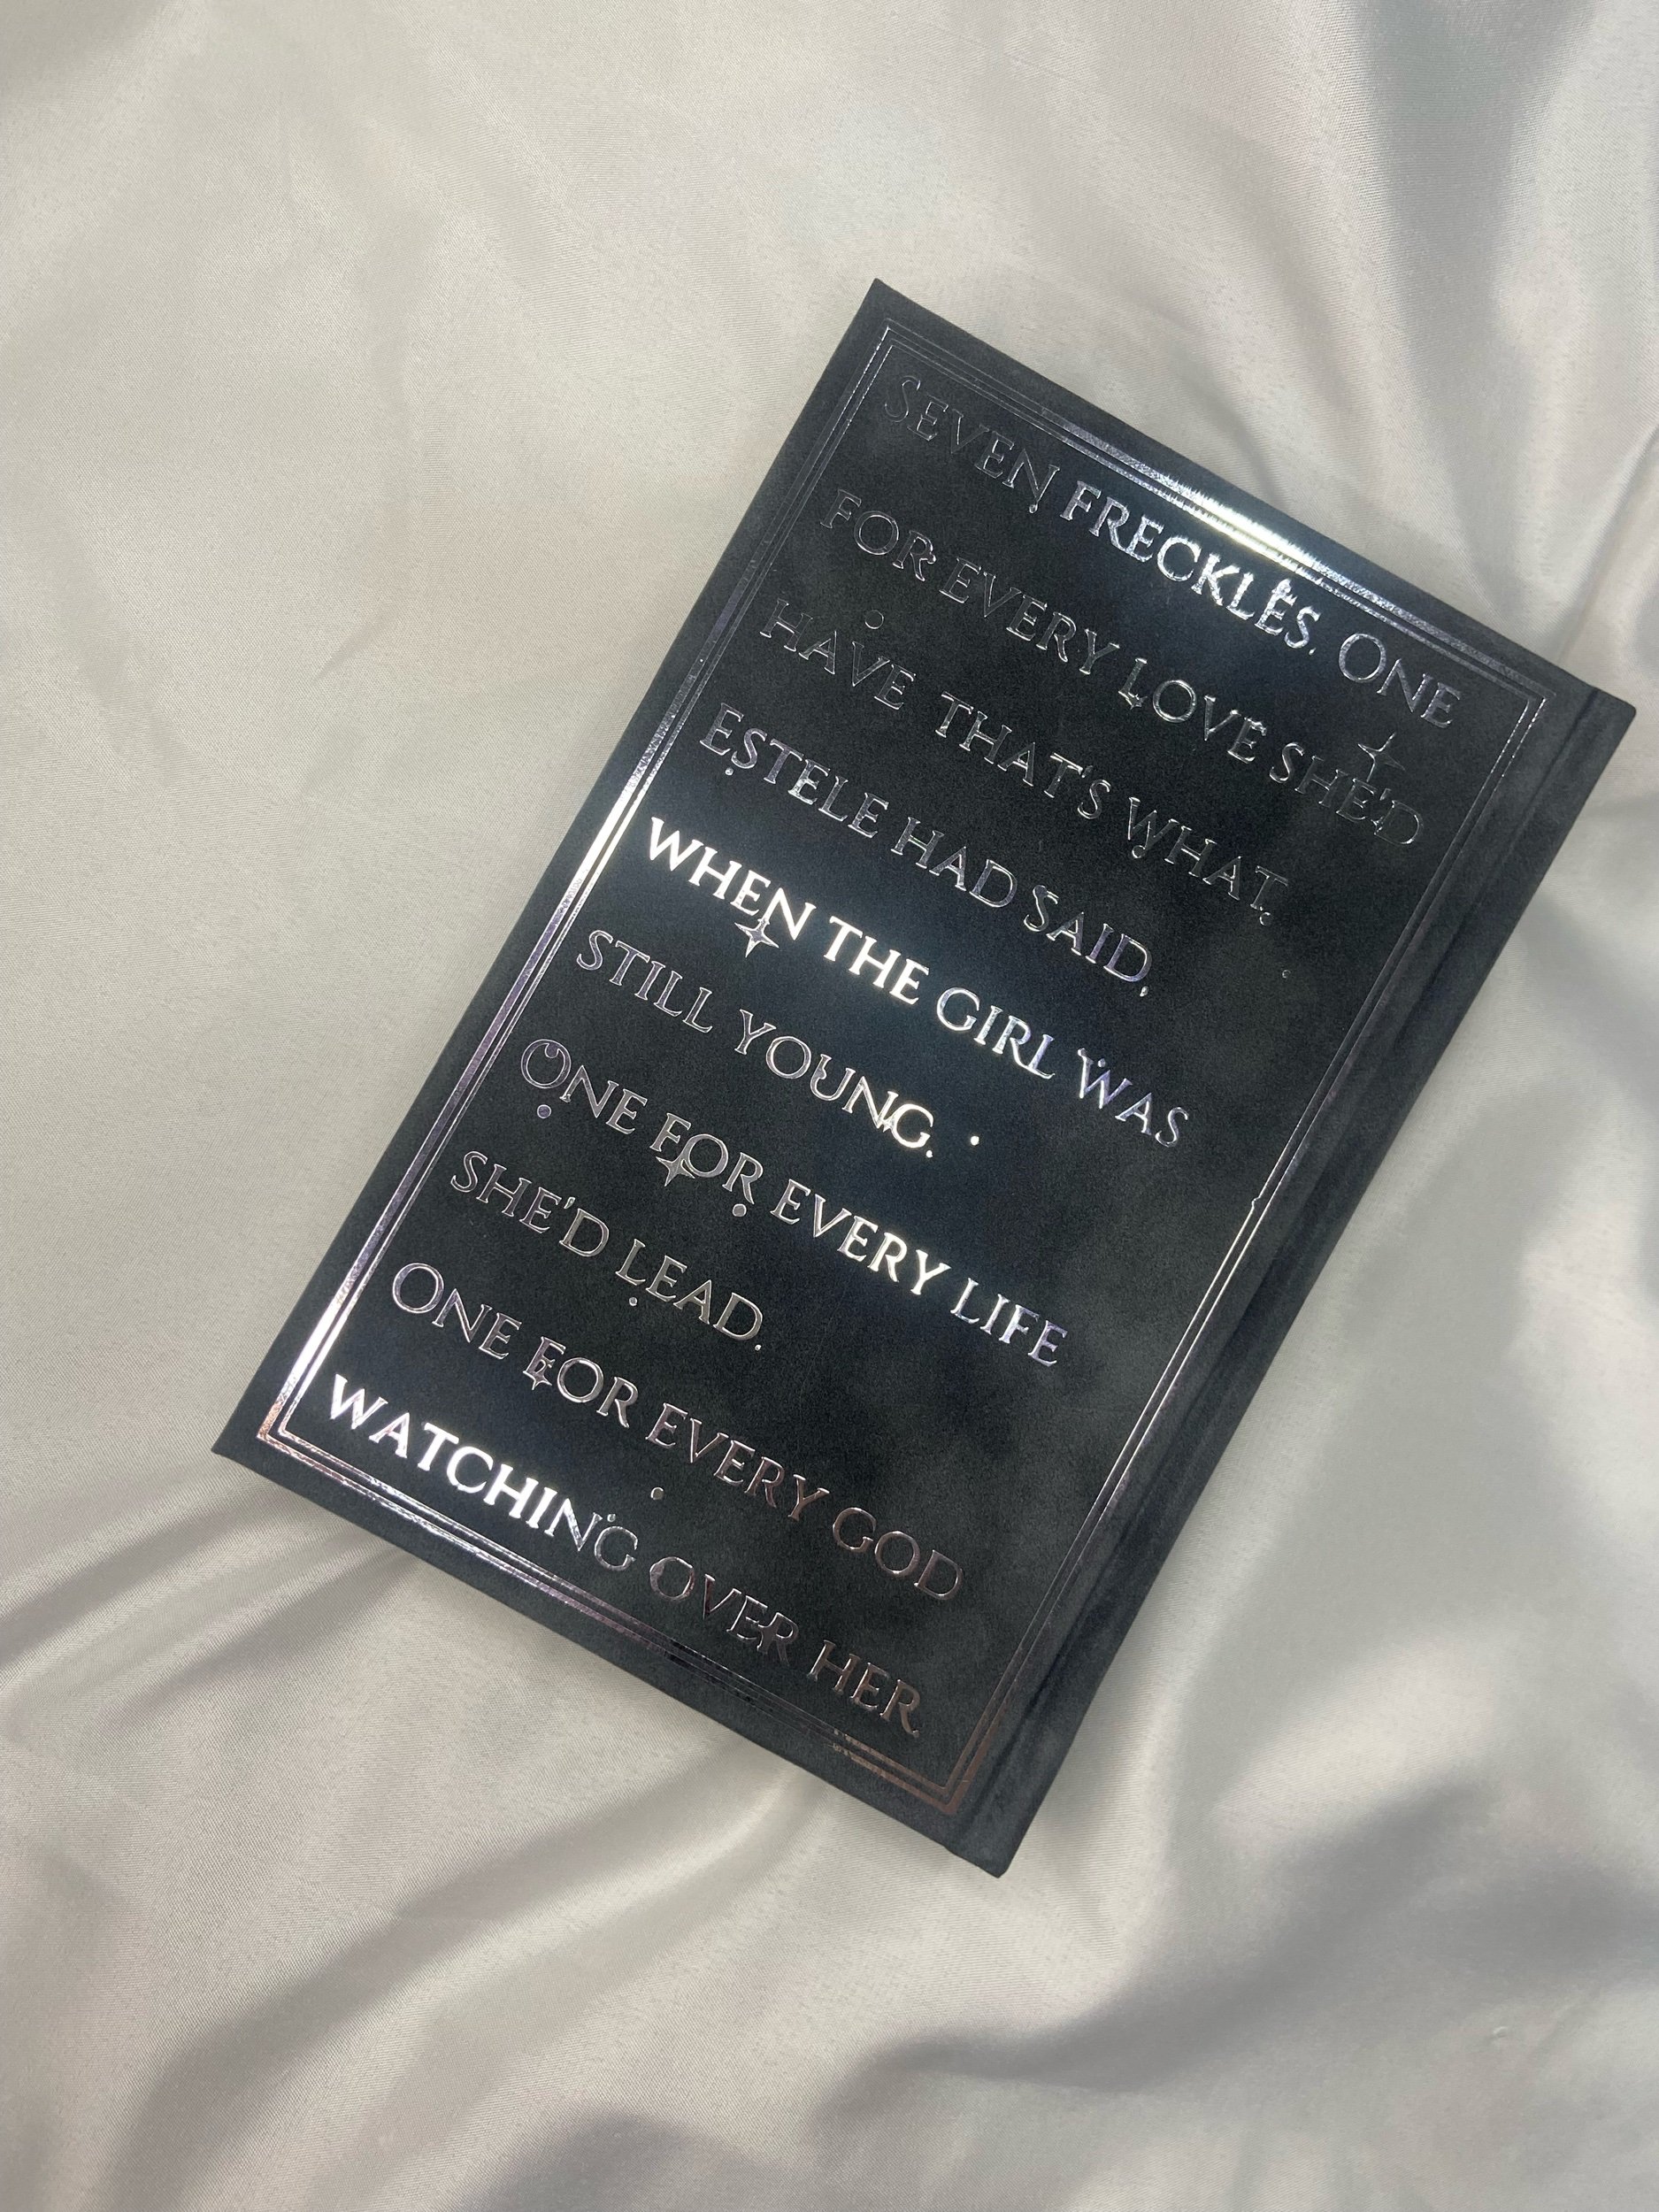 SEVEN FRECKLES. ONE
FOR EVERY LOVE SHE'D
HAVE THAT'S WHAT
ESTELE HAD SAID,
WHEN THE GIRL WAS
STILL YOUNG.
ONE FOR EVERY LIFE
SHE'D LEAD.
ONE FOR EVERY GOD
WATCHING OVER HER